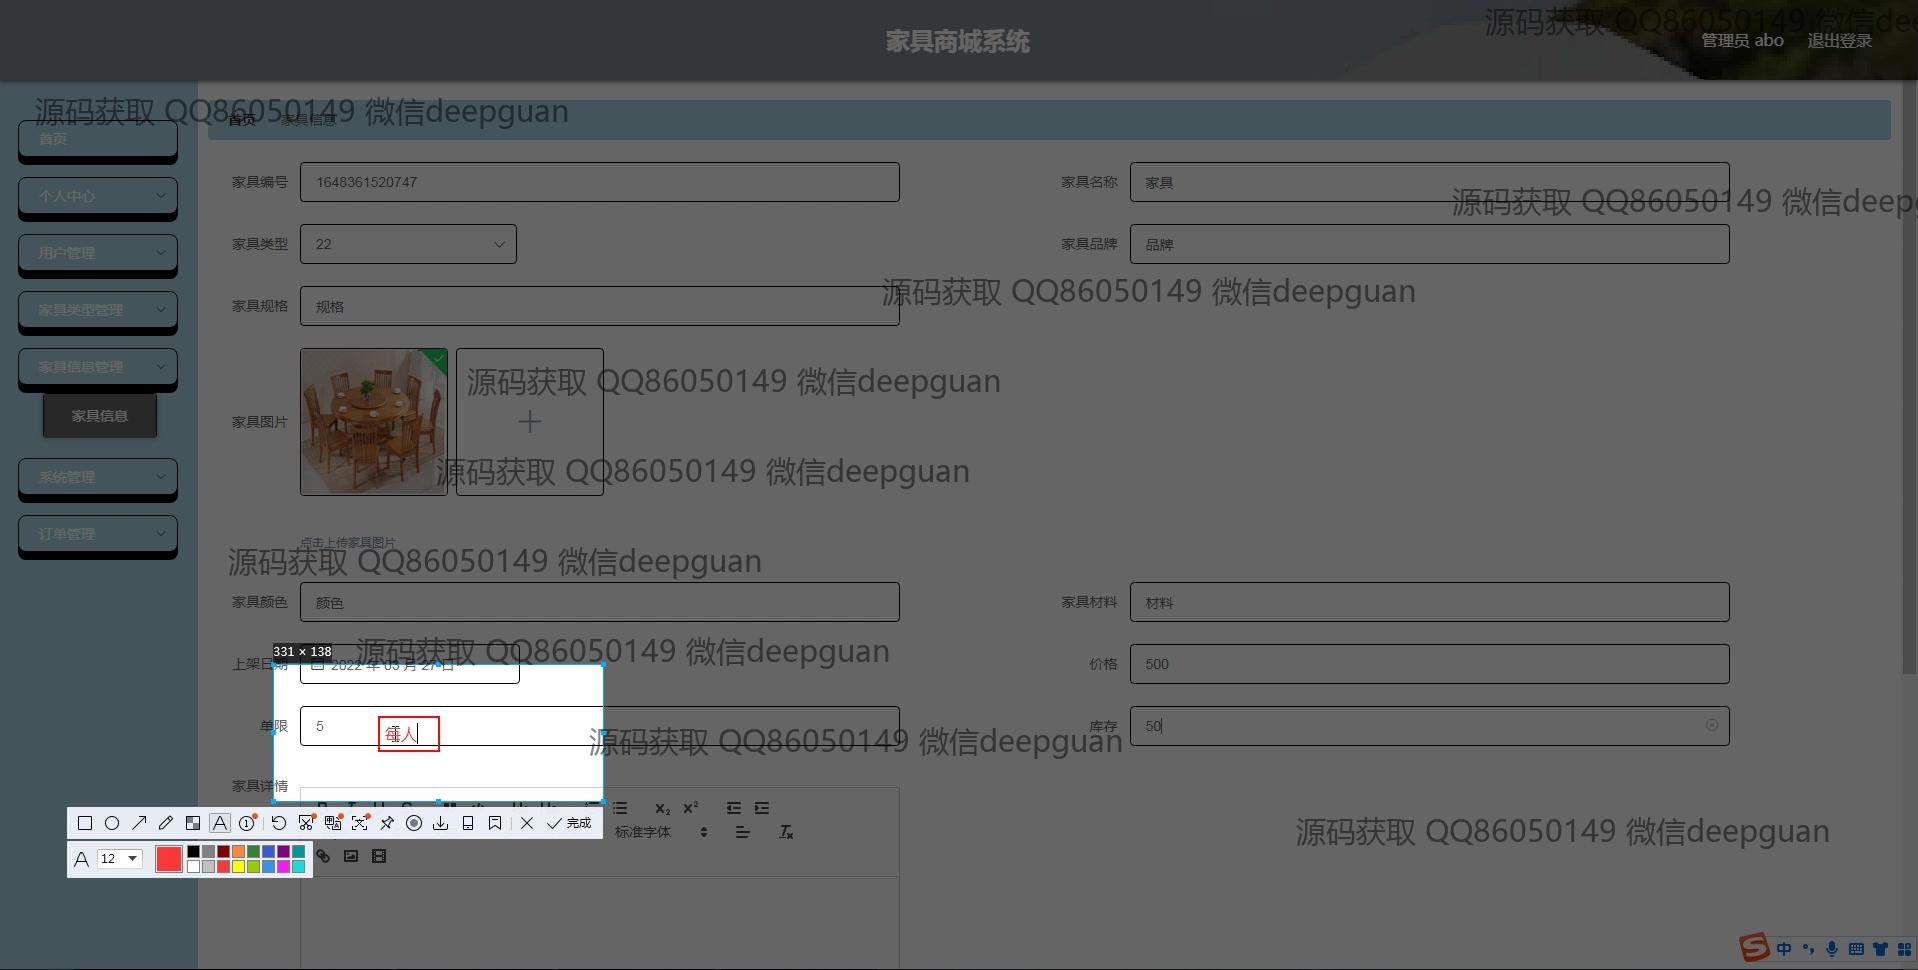 源码获取 QQ86050149 微信dee
家具商城系统
管理员 abo 退出登录
源码获取 QQ86050149 微信deepguan
首页 家具信息
首页
个人中心
用户管理
家具类型管理
家具信息管理
家具信息
系统管理
订单管理
家具编号 1648361520747
家具名称 家具
源码获取 QQ86050149 微信deep
家具类型 22
家具品牌 品牌
源码获取 QQ86050149 微信deepguan
家具规格 规格
源码获取 QQ86050149 微信deepguan
家具图片
源码获取 QQ86050149 微信deepguan
点击上传家具图片
源码获取 QQ86050149 微信deepguan
家具颜色 颜色
家具材料 材料
331 × 138
源码获取 QQ86050149 微信deepguan
上架日期 2022 年 03 月 27 日
价格 500
单限 5
每人
库存 50
源码获取 QQ86050149 微信deepguan
家具详情
完成
标准字体
源码获取 QQ86050149 微信deepguan
A 12
中